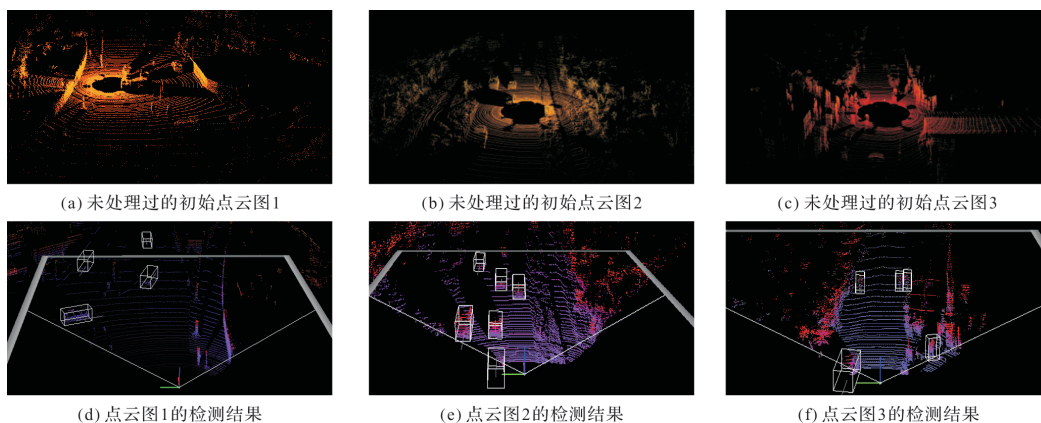 (a) 未处理过的初始点云图1
(b) 未处理过的初始点云图2
(c) 未处理过的初始点云图3
(d) 点云图1的检测结果
(e) 点云图2的检测结果
(f) 点云图3的检测结果